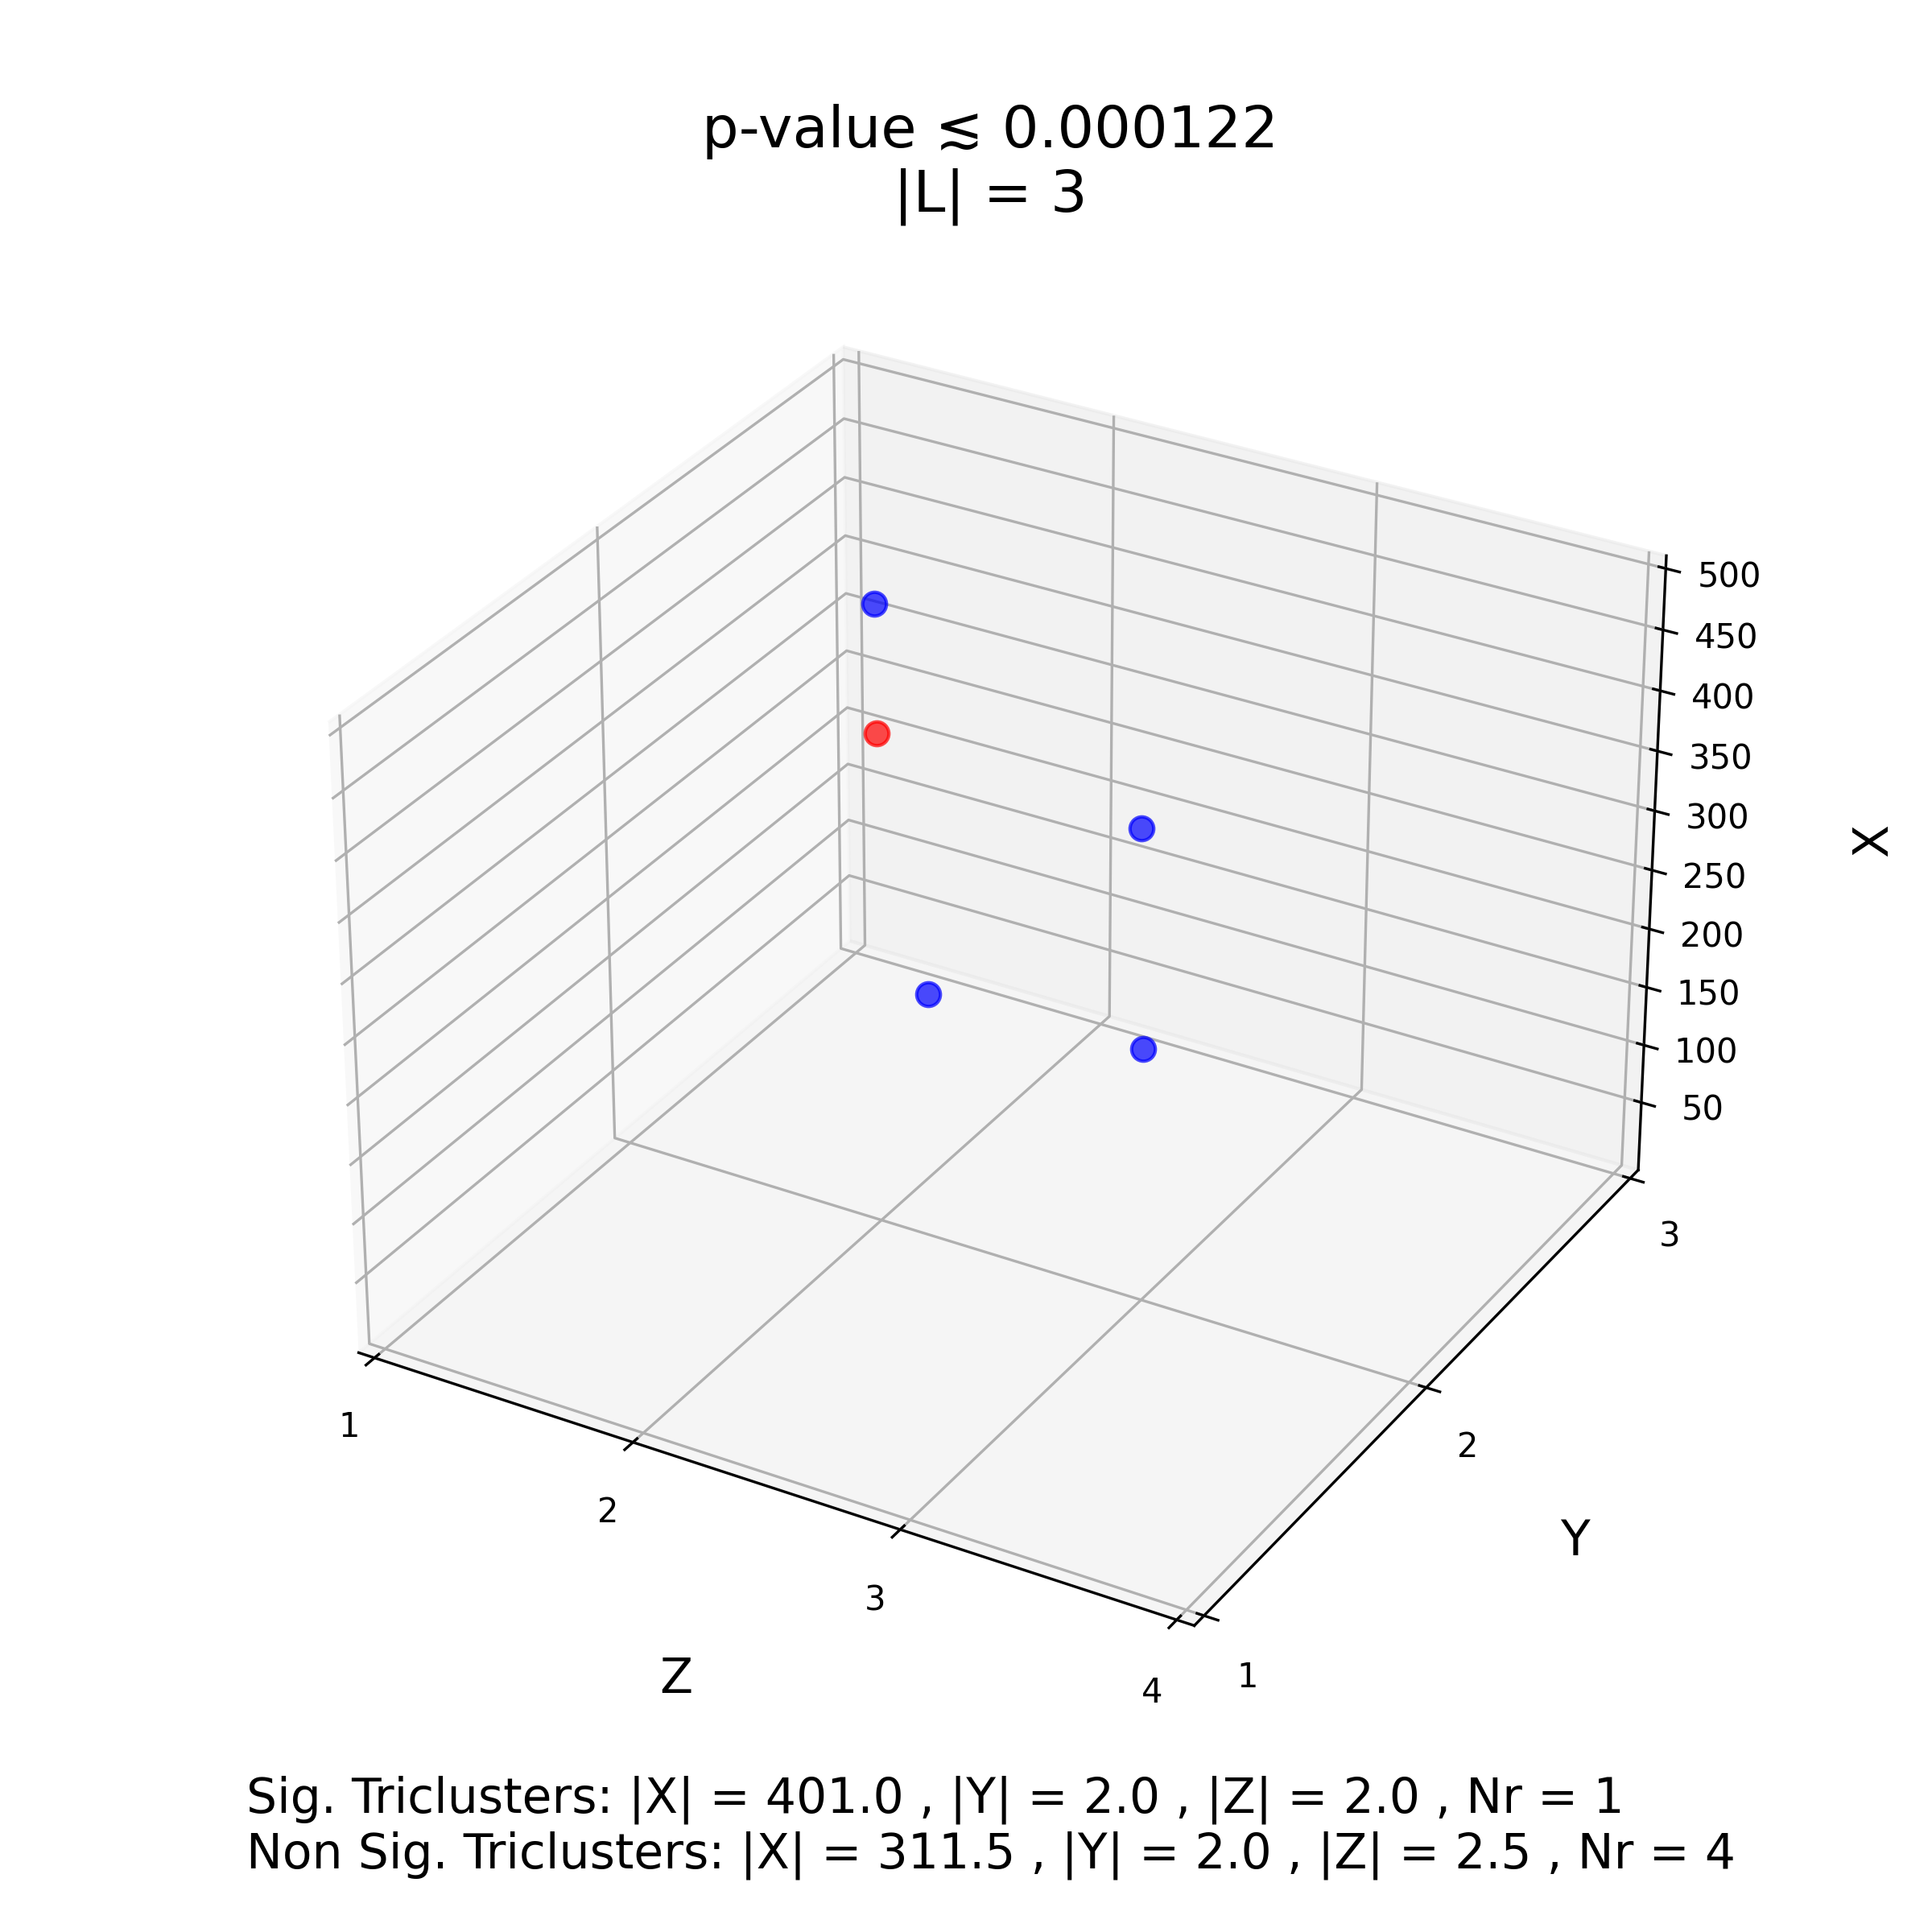 p-value ⪅ 0.000122
|L| = 3
500
450
400
350
300
250
200
150
100
50
X
3
2
1
Y
1
2
3
4
Z
Sig. Triclusters: |X| = 401.0 , |Y| = 2.0 , |Z| = 2.0 , Nr = 1
Non Sig. Triclusters: |X| = 311.5 , |Y| = 2.0 , |Z| = 2.5 , Nr = 4